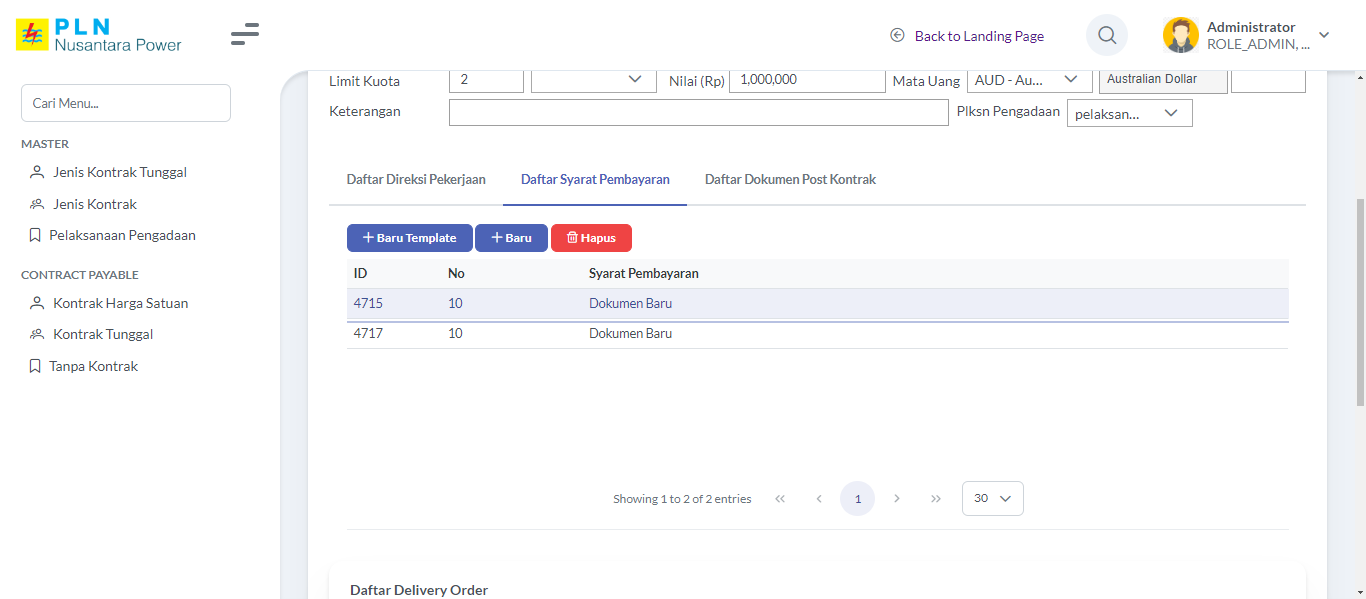 PLN
Nusantara Power
Back to Landing Page
Administrator
ROLE_ADMIN, ...
Cari Menu...
MASTER
Jenis Kontrak Tunggal
Jenis Kontrak
Pelaksanaan Pengadaan
CONTRACT PAYABLE
Kontrak Harga Satuan
Kontrak Tunggal
Tanpa Kontrak
Limit Kuota 2 Nilai (Rp) 1,000,000 Mata Uang AUD - Au... Australian Dollar
Keterangan Plksn Pengadaan pelaksan...
Daftar Direksi Pekerjaan Daftar Syarat Pembayaran Daftar Dokumen Post Kontrak
+ Baru Template + Baru Hapus
ID No Syarat Pembayaran
4715 10 Dokumen Baru
4717 10 Dokumen Baru
Showing 1 to 2 of 2 entries « ‹ 1 › » 30
Daftar Delivery Order